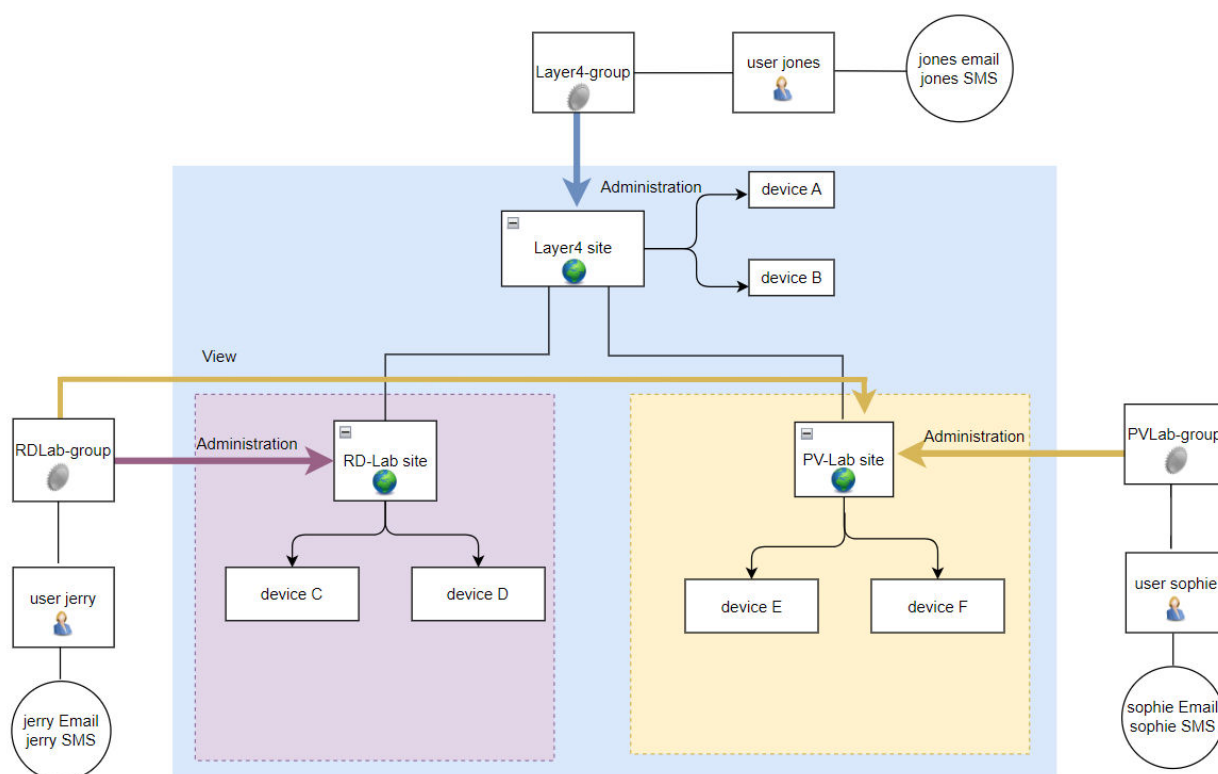 Layer4-group
user jones
jones email
jones SMS
Administration
device A
Layer4 site
device B
View
RDLab-group
Administration
RD-Lab site
PV-Lab site
Administration
PVLab-group
device C
device D
device E
device F
user jerry
user sophie
jerry Email
jerry SMS
sophie Email
sophie SMS